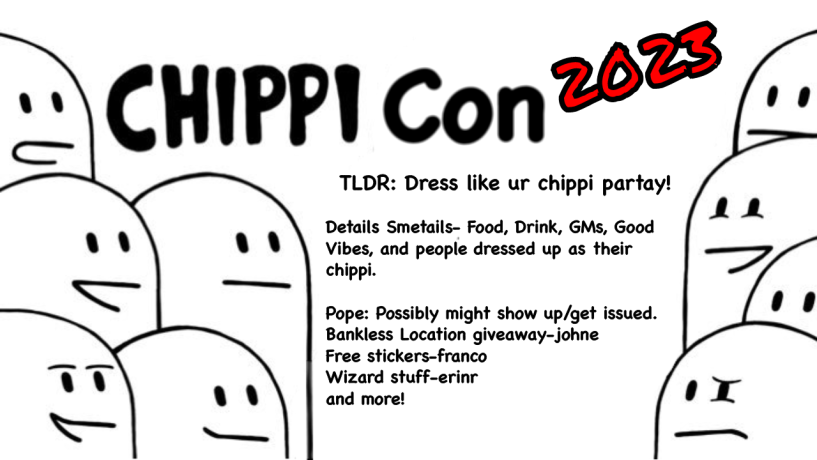 CHIPPI Con 2023
TLDR: Dress like ur chippi partay!
Details Smetails- Food, Drink, GMs, Good
Vibes, and people dressed up as their
chippi.
Pope: Possibly might show up/get issued.
Bankless Location giveaway-johne
Free stickers-franco
Wizard stuff-erinr
and more!